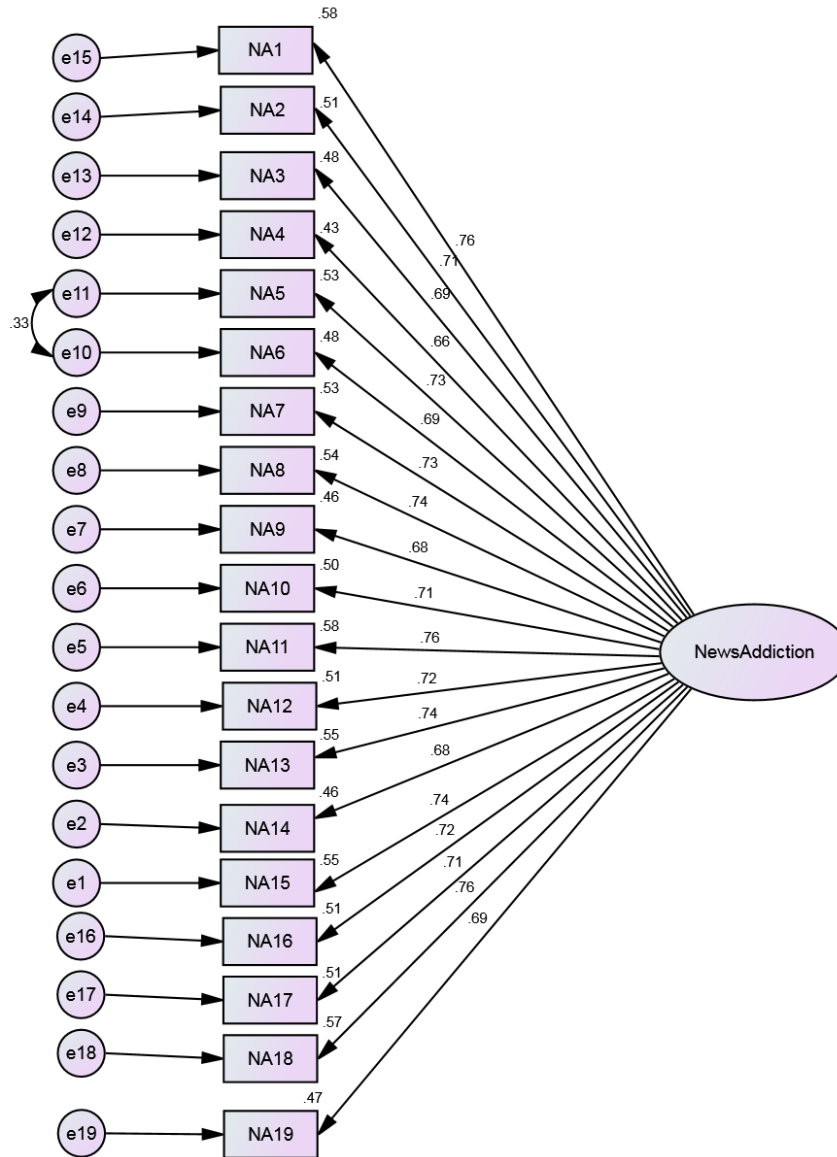 .58
e15 NA1
.51
e14 NA2
.48
e13 NA3
.43
e12 NA4
.76
.71
.53
e11 NA5
.69
.33
.48
.66
e10 NA6
.73
.53
e9 NA7
.69
.54
e8 NA8
.73
.46
.74
e7 NA9
.68
.50
e6 NA10
.71
.58
.76
e5 NA11
NewsAddiction
.51
.72
e4 NA12
.74
.55
e3 NA13
.68
.46
e2 NA14
.74
.72
.55
e1 NA15
.71
.51
.76
e16 NA16
.69
.51
e17 NA17
.57
e18 NA18
.47
e19 NA19